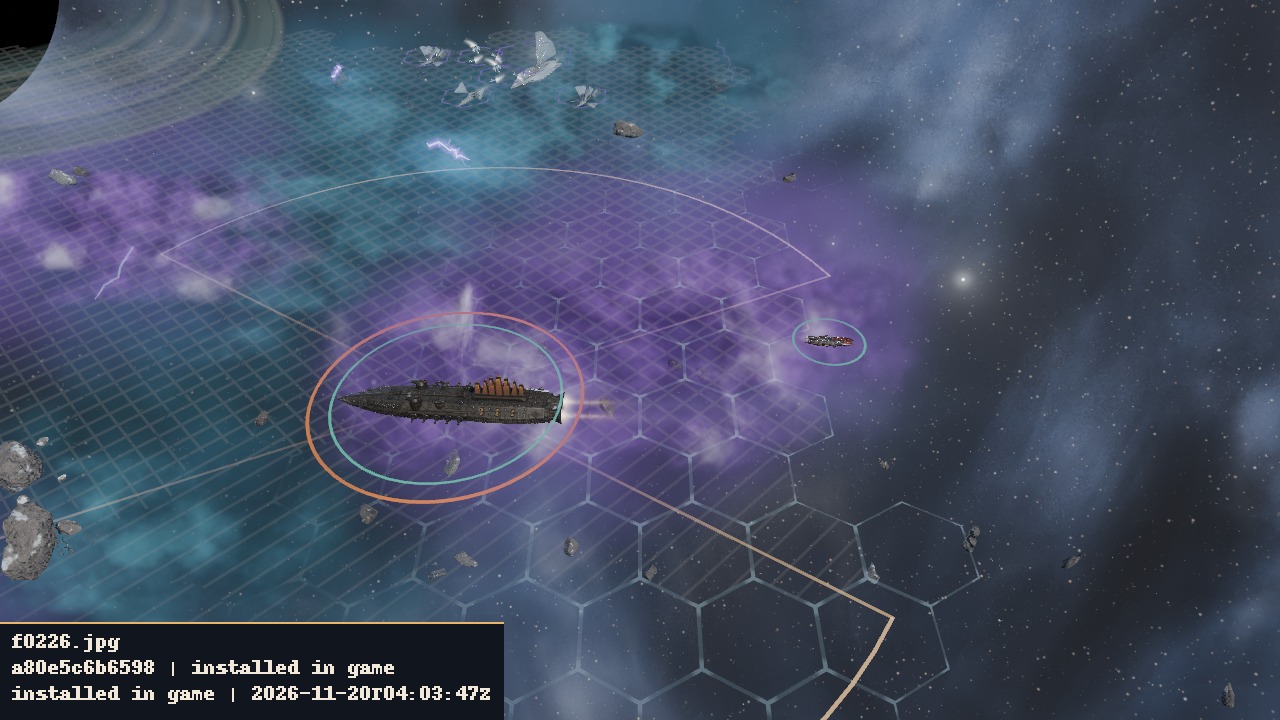 f0226.jpg
a80e5c6b6598 | installed in game
installed in game | 2026-11-20T04:03:47Z